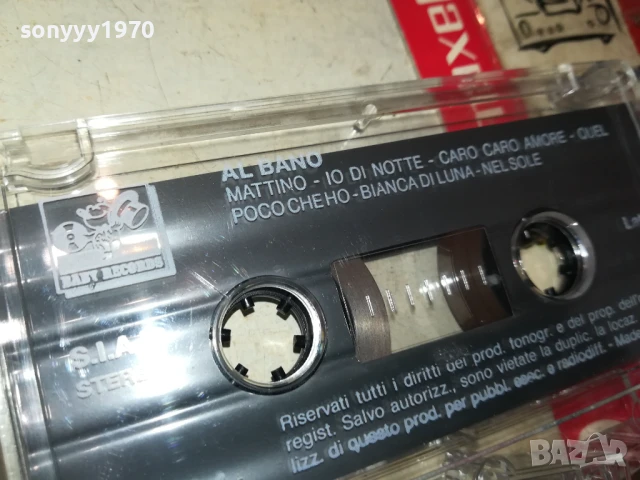 sonyyy1970
AL BANO
MATTINO - IO DI NOTTE - CARO CARO AMORE - QUEL
POCO CHE HO - BIANCA DI LUNA - NEL SOLE
BABY RECORDS
S.I.A.
STER
Riservati tutti i diritti del prod. fonogr. e del prop. del
regist. Salvo autorizz., sono vietate la duplic. la locaz.
lizz. di questo prod. per pubbl. esec. e radiodiff. - Made
BAZAR